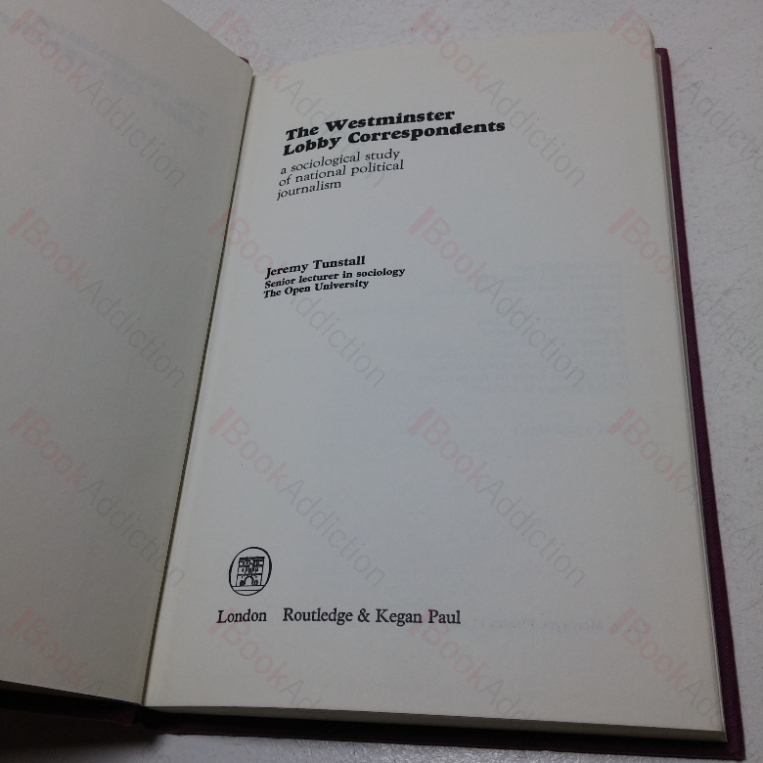 The Westminster
Lobby Correspondents
a sociological study
of national political
journalism
Jeremy Tunstall
Senior lecturer in sociology
The Open University
London Routledge & Kegan Paul
BookAddiction